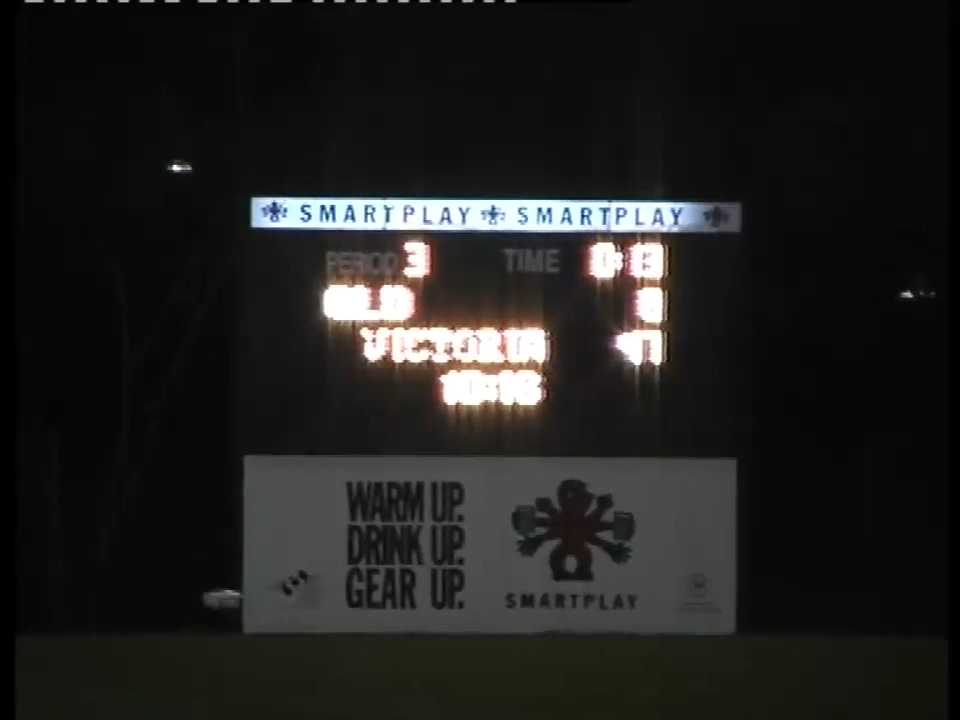 SMARTPLAY SMARTPLAY
PERIOD 3 TIME
QLD
VICTORIA
WARM UP.
DRINK UP.
GEAR UP.
SMARTPLAY